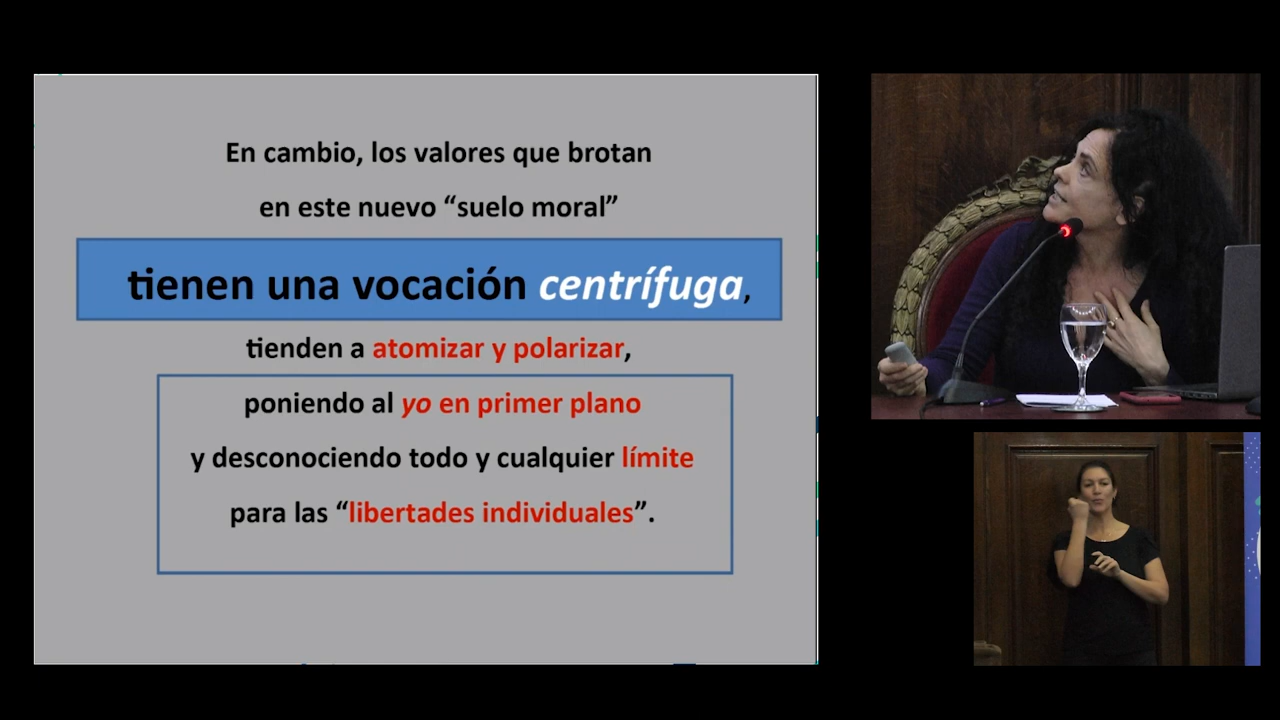 En cambio, los valores que brotan
en este nuevo “suelo moral”
tienen una vocación centrífuga,
tienden a atomizar y polarizar,
poniendo al yo en primer plano
y desconociendo todo y cualquier límite
para las “libertades individuales”.